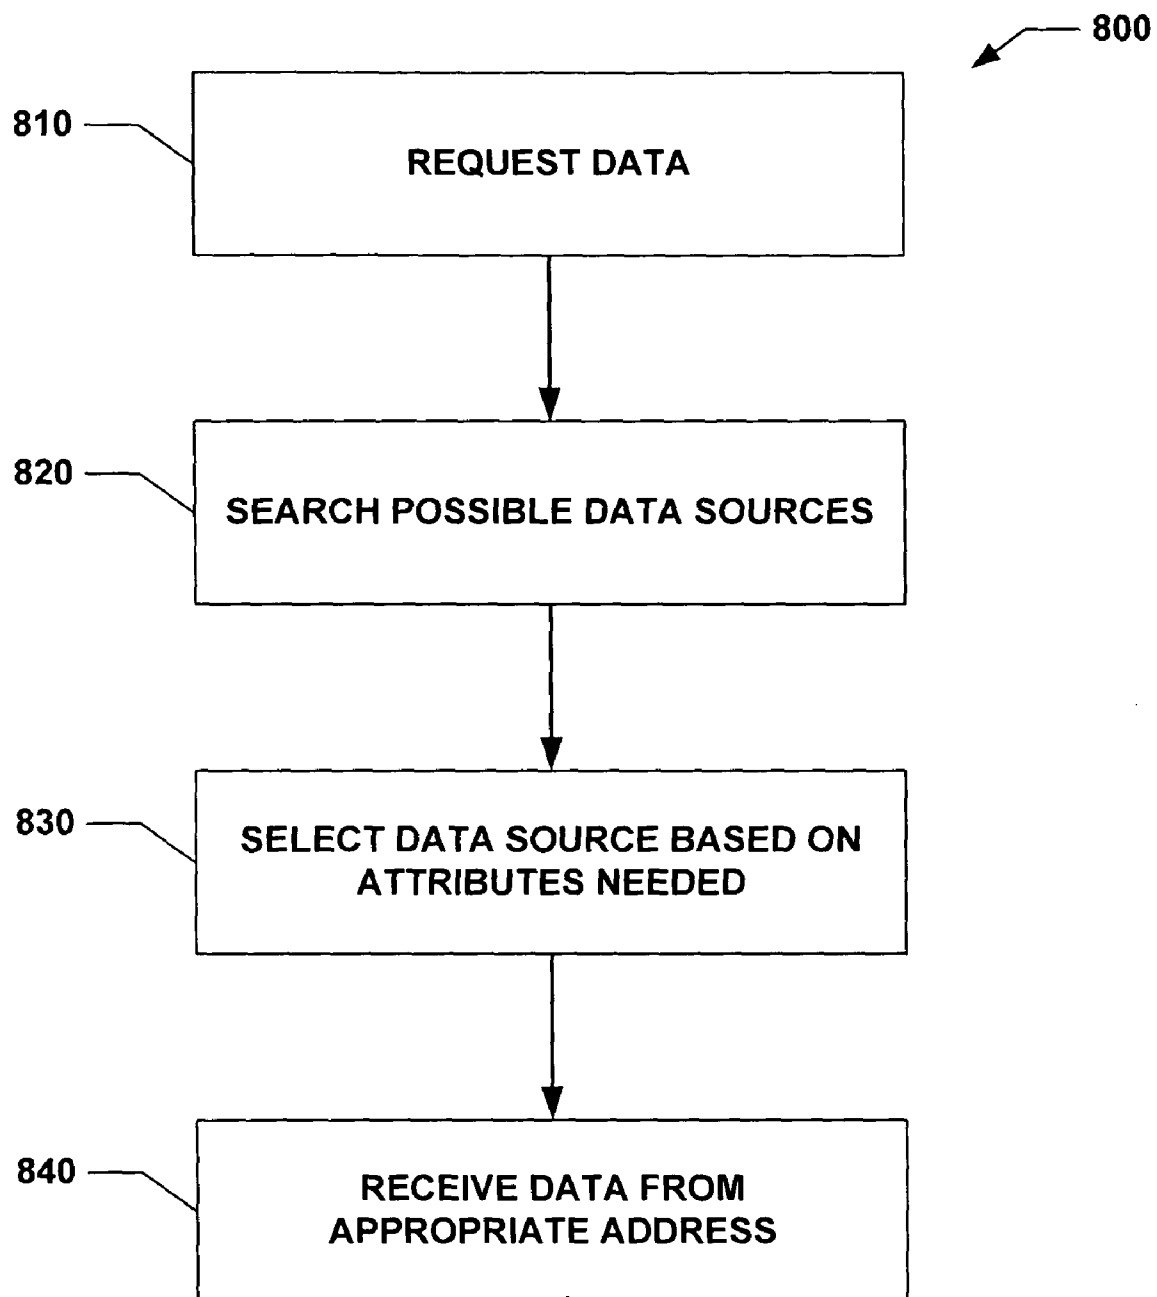 800
810
REQUEST DATA
820
SEARCH POSSIBLE DATA SOURCES
830
SELECT DATA SOURCE BASED ON
ATTRIBUTES NEEDED
840
RECEIVE DATA FROM
APPROPRIATE ADDRESS